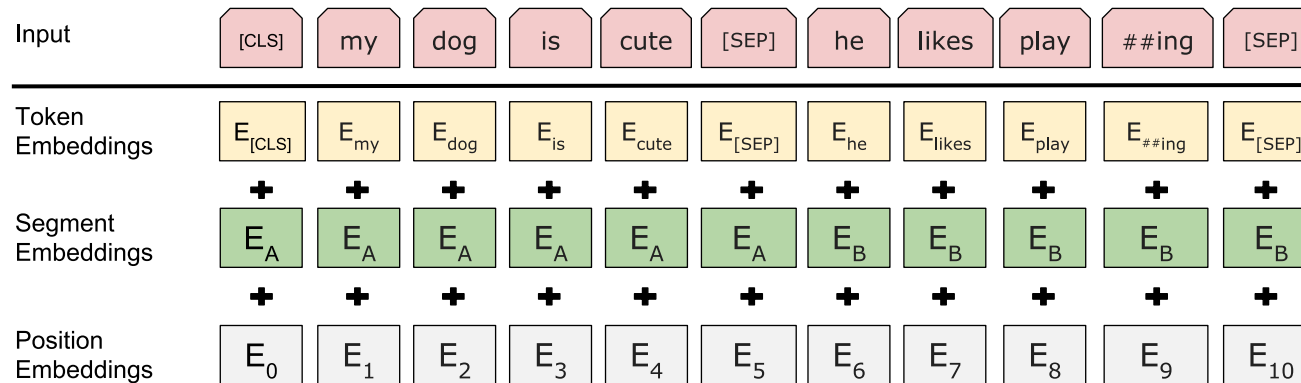 Input [CLS] my dog is cute [SEP] he likes play ##ing [SEP]
Token
Embeddings
E[CLS] Emy Edog Eis Ecute E[SEP] Ehe Elikes Eplay E##ing E[SEP]
+ + + + + + + + + + +
Segment
Embeddings
EA EA EA EA EA EA EB EB EB EB EB
+ + + + + + + + + + +
Position
Embeddings
E0 E1 E2 E3 E4 E5 E6 E7 E8 E9 E10